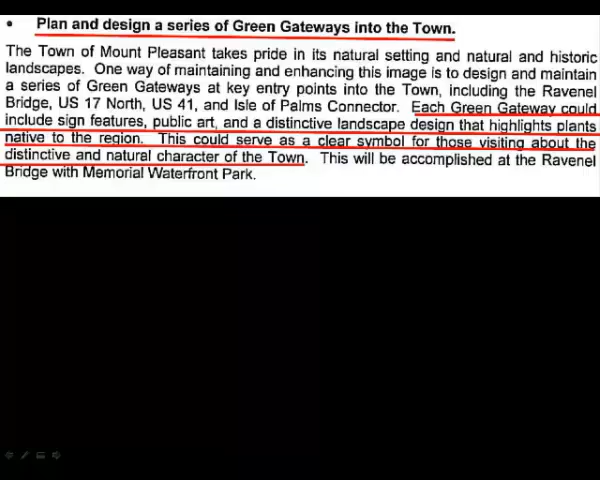 • Plan and design a series of Green Gateways into the Town.
The Town of Mount Pleasant takes pride in its natural setting and natural and historic
landscapes. One way of maintaining and enhancing this image is to design and maintain
a series of Green Gateways at key entry points into the Town, including the Ravenel
Bridge, US 17 North, US 41, and Isle of Palms Connector. Each Green Gateway could
include sign features, public art, and a distinctive landscape design that highlights plants
native to the region. This could serve as a clear symbol for those visiting about the
distinctive and natural character of the Town. This will be accomplished at the Ravenel
Bridge with Memorial Waterfront Park.